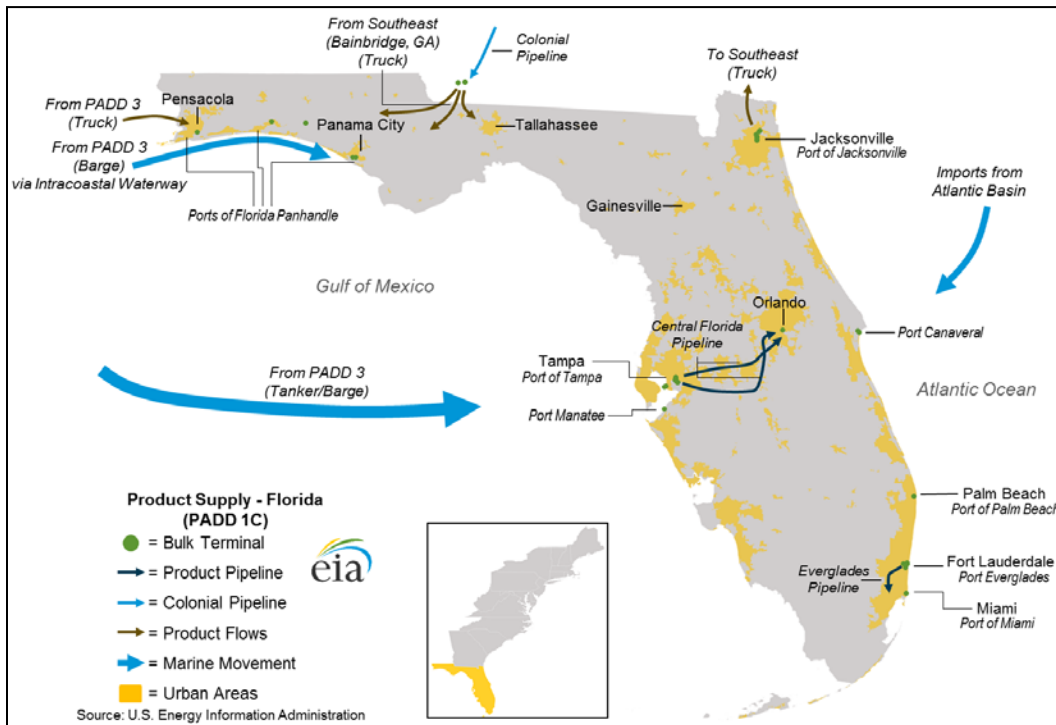 From Southeast
(Bainbridge, GA)
(Truck)
Colonial
Pipeline
To Southeast
(Truck)
From PADD 3
(Truck)
Pensacola
Panama City
Tallahassee
Jacksonville
Port of Jacksonville
From PADD 3
(Barge)
via Intracoastal Waterway
Imports from
Atlantic Basin
Ports of Florida Panhandle
Gainesville
Gulf of Mexico
Orlando
Central Florida
Pipeline
Port Canaveral
Tampa
Port of Tampa
From PADD 3
(Tanker/Barge)
Port Manatee
Atlantic Ocean
Product Supply - Florida
(PADD 1C)
= Bulk Terminal
= Product Pipeline
= Colonial Pipeline
= Product Flows
= Marine Movement
= Urban Areas
Source: U.S. Energy Information Administration
eia
Palm Beach
Port of Palm Beach
Everglades
Pipeline
Fort Lauderdale
Port Everglades
Miami
Port of Miami